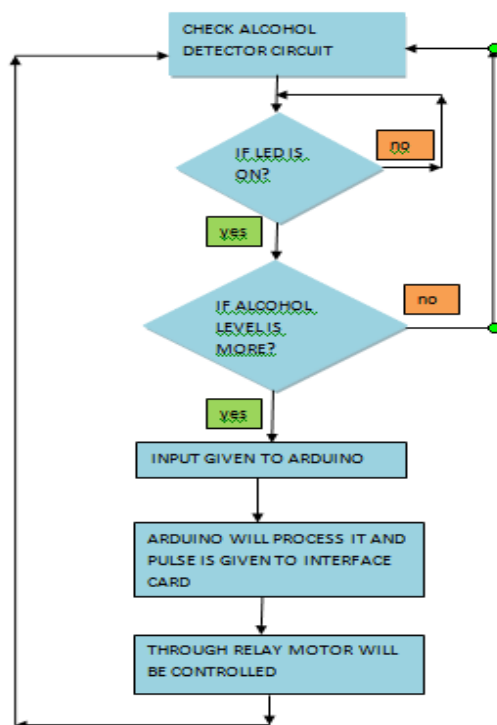 CHECK ALCOHOL
DETECTOR CIRCUIT
IF LED IS
ON?
no
yes
IF ALCOHOL
LEVEL IS
MORE?
no
yes
INPUT GIVEN TO ARDUINO
ARDUINO WILL PROCESS IT AND
PULSE IS GIVEN TO INTERFACE
CARD
THROUGH RELAY MOTOR WILL
BE CONTROLLED